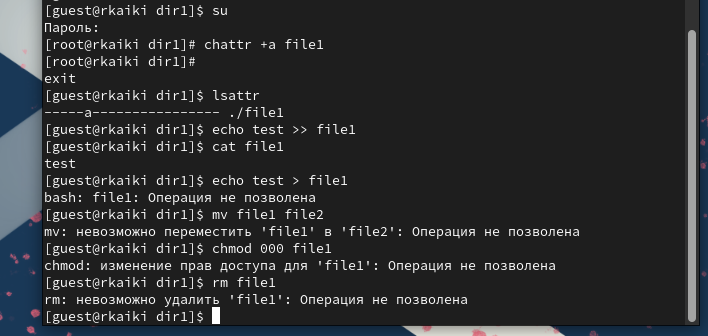 [guest@rkaiki dir1]$ su
Пароль:
[root@rkaiki dir1]# chattr +a file1
[root@rkaiki dir1]#
exit
[guest@rkaiki dir1]$ lsattr
-----a---------------- ./file1
[guest@rkaiki dir1]$ echo test >> file1
[guest@rkaiki dir1]$ cat file1
test
[guest@rkaiki dir1]$ echo test > file1
bash: file1: Операция не позволена
[guest@rkaiki dir1]$ mv file1 file2
mv: невозможно переместить 'file1' в 'file2': Операция не позволена
[guest@rkaiki dir1]$ chmod 000 file1
chmod: изменение прав доступа для 'file1': Операция не позволена
[guest@rkaiki dir1]$ rm file1
rm: невозможно удалить 'file1': Операция не позволена
[guest@rkaiki dir1]$